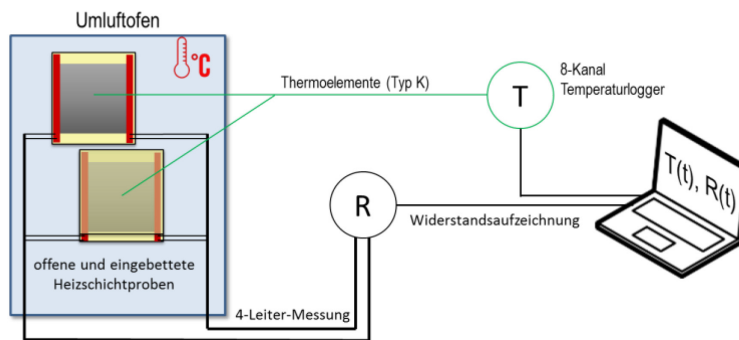 Umluftofen
°C
Thermoelemente (Typ K)
T
8-Kanal
Temperaturlogger
T(t), R(t)
R
Widerstandsaufzeichnung
offene und eingebettete
Heizschichtproben
4-Leiter-Messung